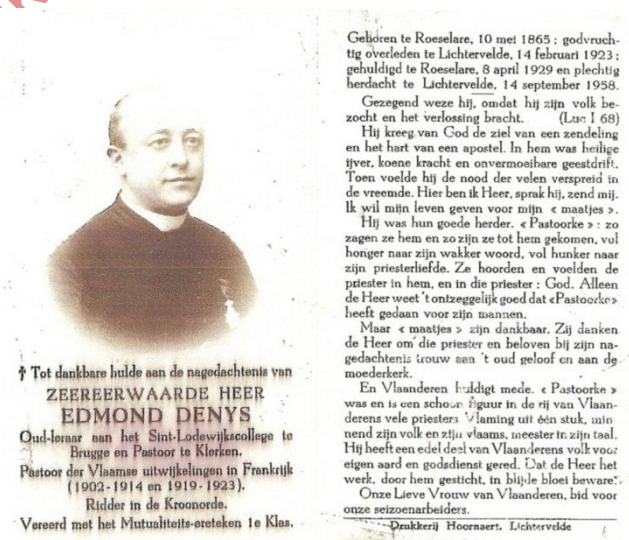 ✝ Tot dankbare hulde aan de nagedachtenis van
ZEEREERWAARDE HEER
EDMOND DENYS
Oud-leraar aan het Sint-Lodewijkscollege te
Brugge en Pastoor te Klerken.
Pastoor der Vlaamse uitwijkelingen in Frankrijk
(1902-1914 en 1919-1923).
Ridder in de Kroonorde.
Vereerd met het Mutualiteits-ereteken 1e Klas.
Geboren te Roeselare, 10 mei 1865 ; godvruch-
tig overleden te Lichtervelde, 14 februari 1923 ;
gehuldigd te Roeselare, 8 april 1929 en plechtig
herdacht te Lichtervelde, 14 september 1958.
Gezegend weze hij, omdat hij zijn volk be-
zocht en het verlossing bracht. (Luc I 68)
Hij kreeg van God de ziel van een zendeling
en het hart van een apostel. In hem was heilige
ijver, koene kracht en onvermoeibare geestdrift.
Toen voelde hij de nood der velen verspreid in
de vreemde. Hier ben ik Heer, sprak hij, zend mij.
Ik wil mijn leven geven voor mijn « maatjes ».
Hij was hun goede herder. « Pastoorke » : zo
zagen ze hem en zo zijn ze tot hem gekomen, vol
honger naar zijn wakker woord, vol hunker naar
zijn priesterliefde. Ze hoorden en voelden de
priester in hem, en in die priester : God. Alleen
de Heer weet 't ontzeggelijk goed dat «Pastoorke»
heeft gedaan voor zijn mannen.
Maar « maatjes » zijn dankbaar. Zij danken
de Heer om die priester en beloven bij zijn na-
gedachtenis trouw aan 't oud geloof en aan de
moederkerk.
En Vlaanderen huldigt mede. « Pastoorke »
was en is een schoon figuur in de rij van Vlaan-
derens vele priesters Vlaming uit één stuk, min-
nend zijn volk en zijn vlaams, meester in zijn taal.
Hij heeft een edel deel van Vlaanderens volk voor
eigen aard en godsdienst gered. Dat de Heer het
werk, door hem gesticht, in blijde bloei beware.
Onze Lieve Vrouw van Vlaanderen, bid voor
onze seizoenarbeiders.
Drukkerij Hoornaert, Lichtervelde